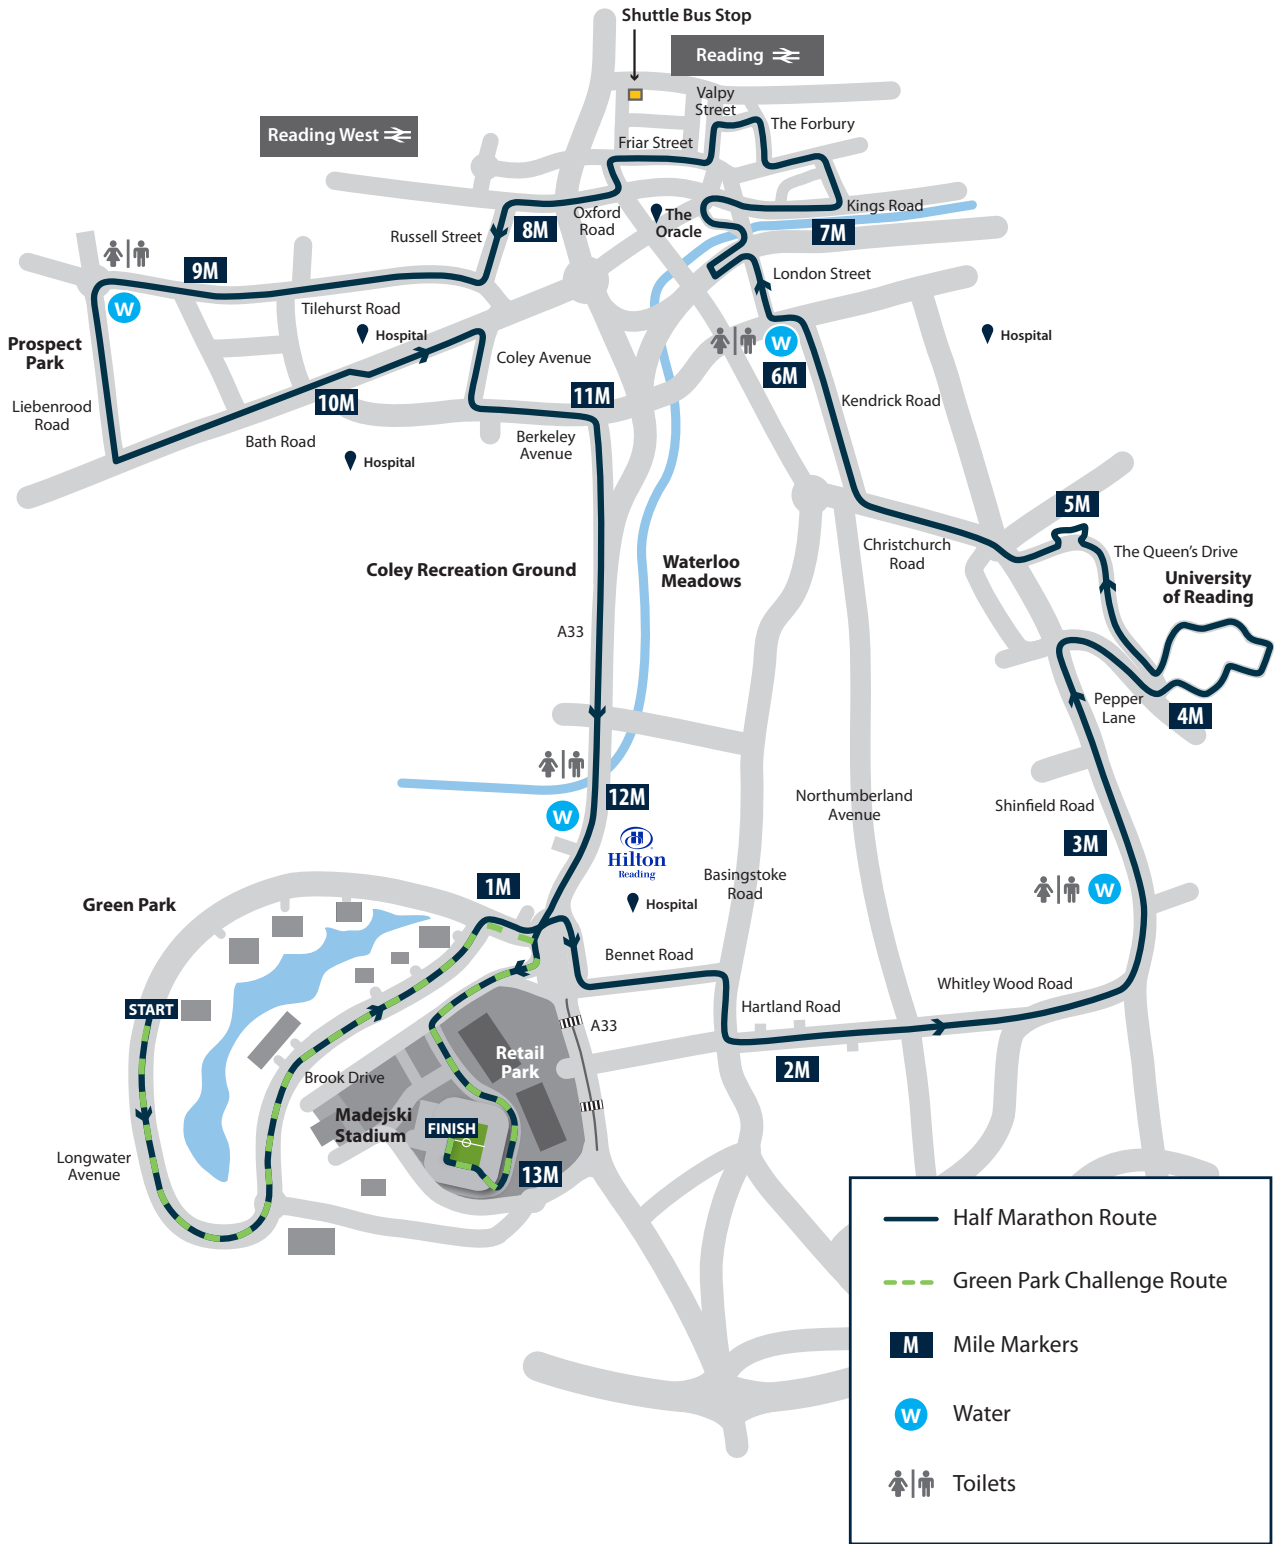 Shuttle Bus Stop
Reading
Valpy
Street
The Forbury
Reading West
Friar Street
Kings Road
The
Oracle
Oxford
Road
8M
7M
Russell Street
9M
London Street
W
Tilehurst Road
Hospital
Hospital
W
6M
Prospect
Park
Coley Avenue
10M
11M
Liebenrood
Road
Kendrick Road
Bath Road
Berkeley
Avenue
Hospital
5M
Christchurch
Road
The Queen's Drive
University
of Reading
Coley Recreation Ground
Waterloo
Meadows
A33
Pepper
Lane
4M
12M
Northumberland
Avenue
Shinfield Road
W
3M
Hilton
Reading
Basingstoke
Road
W
1M
Green Park
Hospital
Bennet Road
Whitley Wood Road
START
Hartland Road
A33
Retail
Park
2M
Brook Drive
Madejski
Stadium
FINISH
Longwater
Avenue
13M
Half Marathon Route
Green Park Challenge Route
M
Mile Markers
W
Water
Toilets